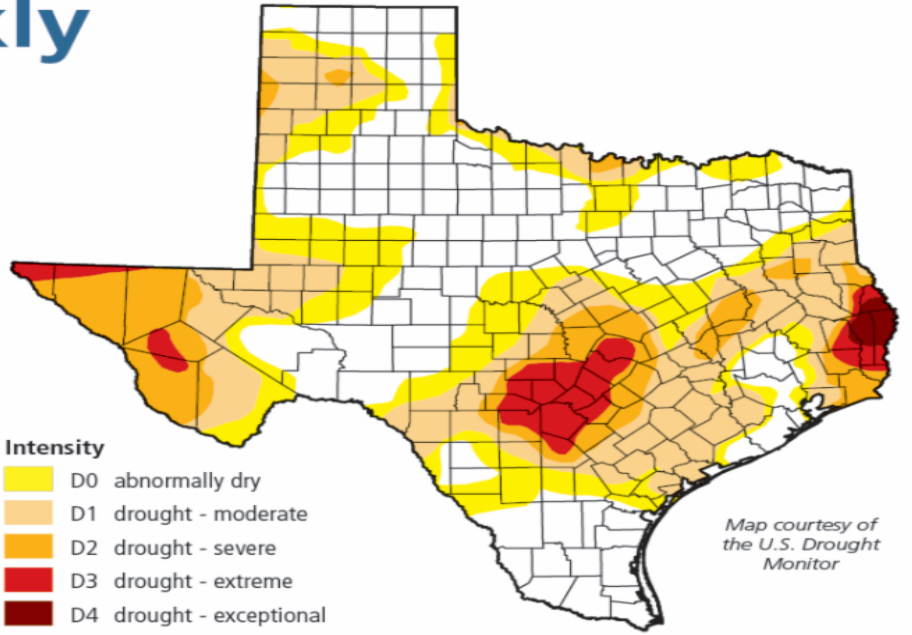 kly
Intensity
D0 abnormally dry
D1 drought - moderate
D2 drought - severe
D3 drought - extreme
D4 drought - exceptional
Map courtesy of
the U.S. Drought
Monitor